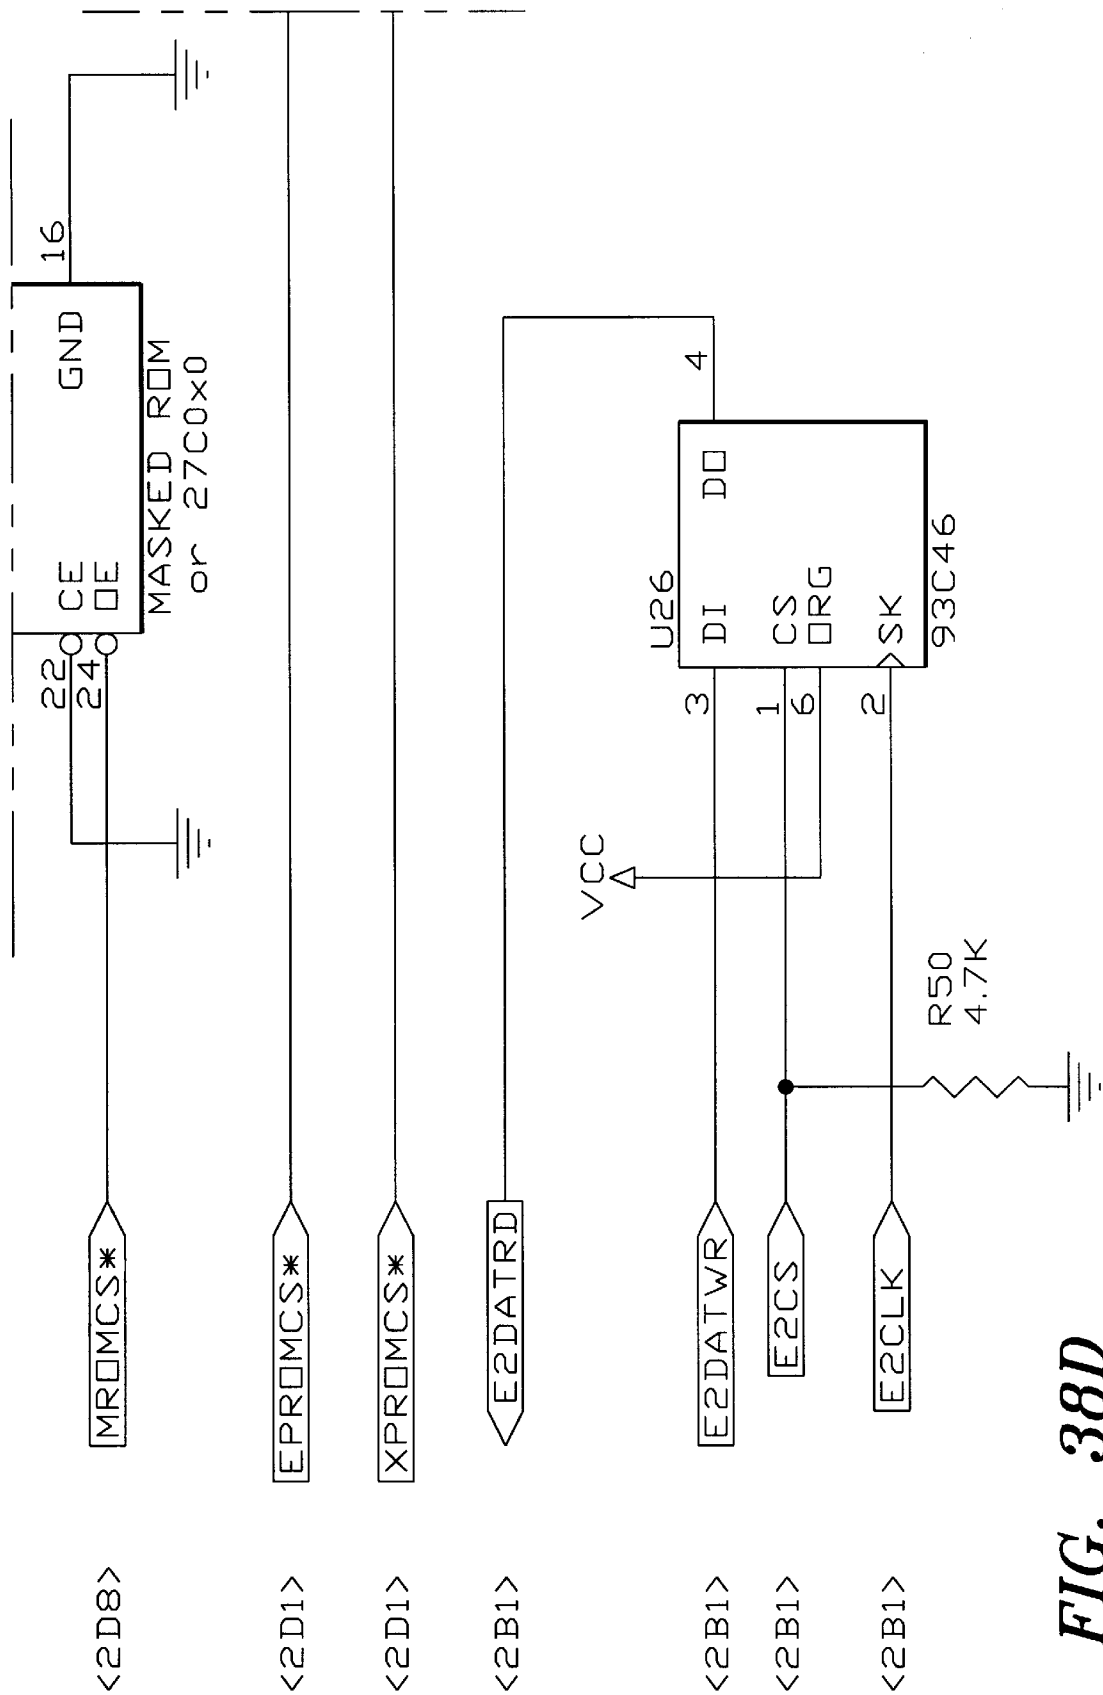 <2D8>
MROMCS*
22
24
CE
OE
GND
16
MASKED ROM
or 27C0x0
<2D1>
EPROMCS*
<2D1>
XPROMCS*
<2B1>
E2DATRD
VCC
U26
<2B1>
E2DATWR
3
DI
DO
4
<2B1>
E2CS
1
CS
6
ORG
<2B1>
E2CLK
2
SK
93C46
R50
4.7K
FIG. 38D